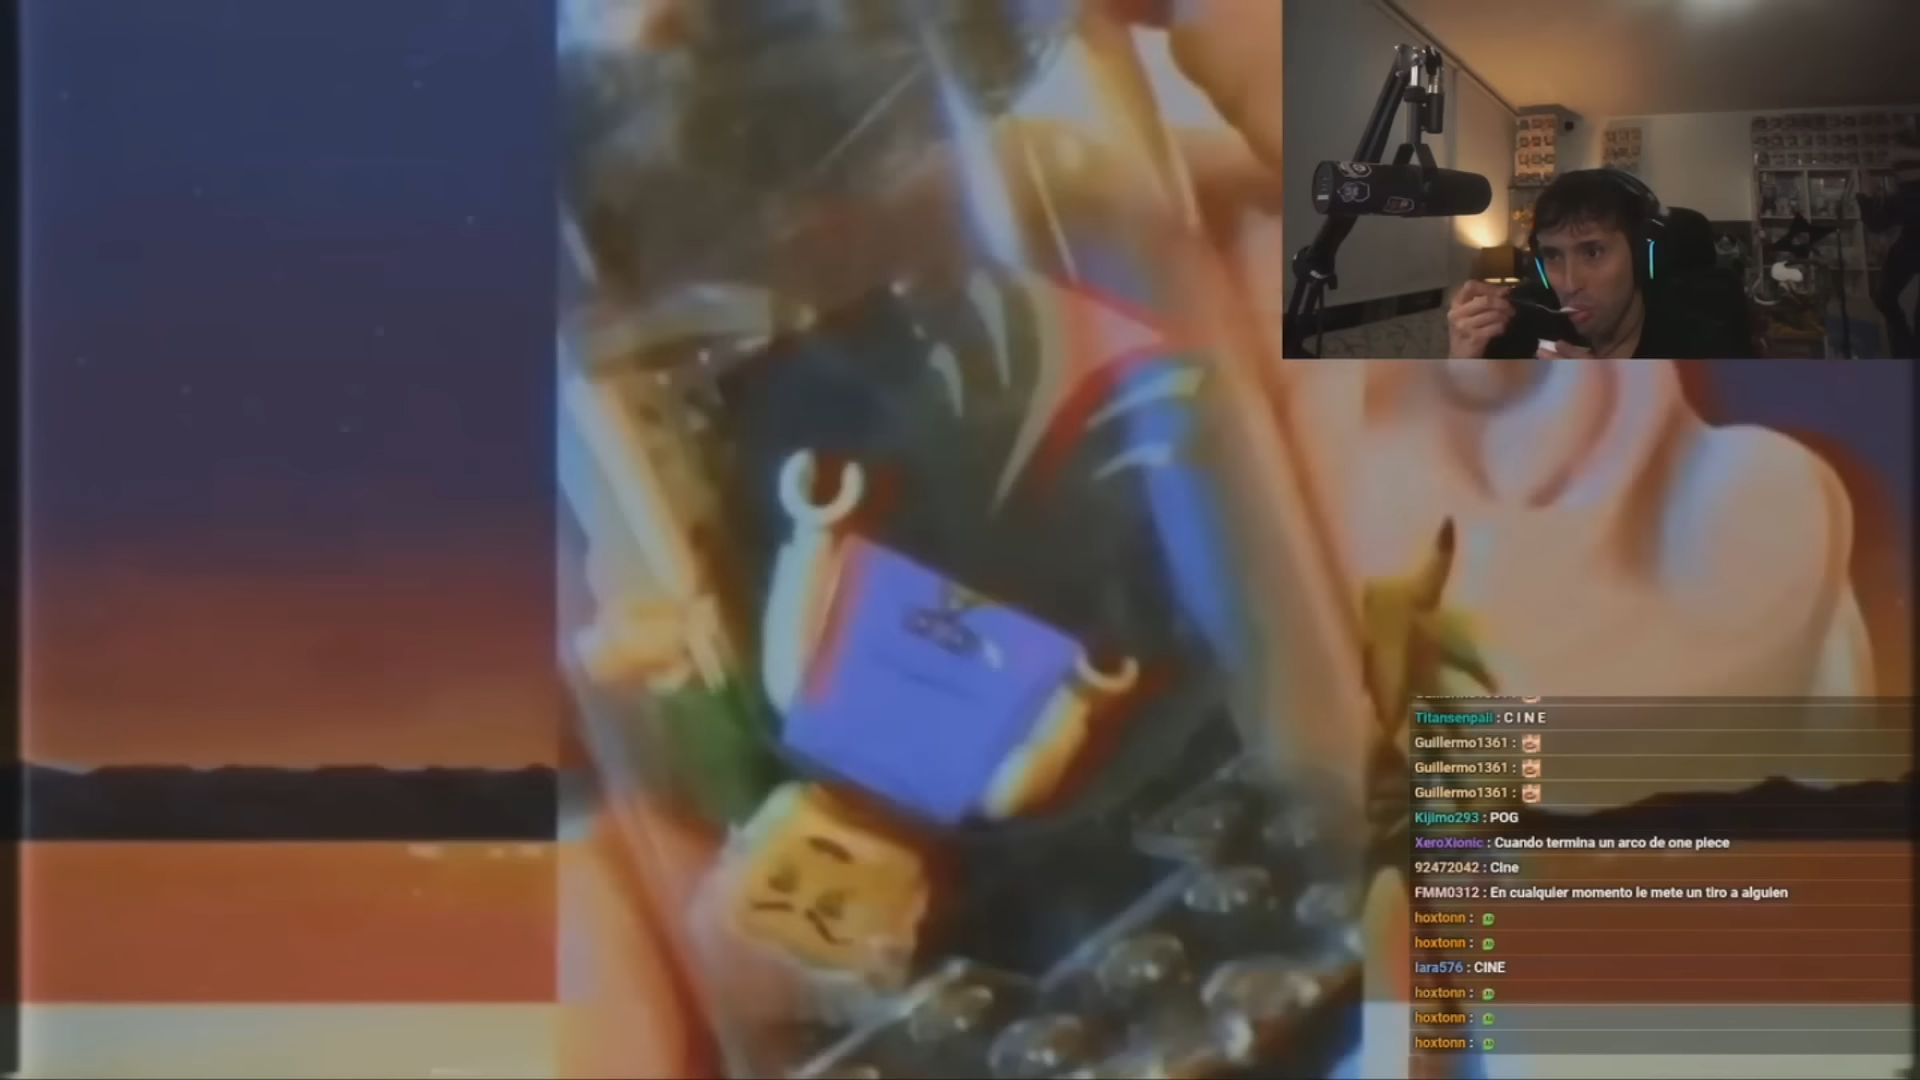 Titansenpaii : C I N E
Guillermo1361 :
Guillermo1361 :
Guillermo1361 :
Kijimo293 : POG
XeroXionic : Cuando termina un arco de one piece
92472042 : Cine
FMM0312 : En cualquier momento le mete un tiro a alguien
hoxtonn :
hoxtonn :
lara576 : CINE
hoxtonn :
hoxtonn :
hoxtonn :